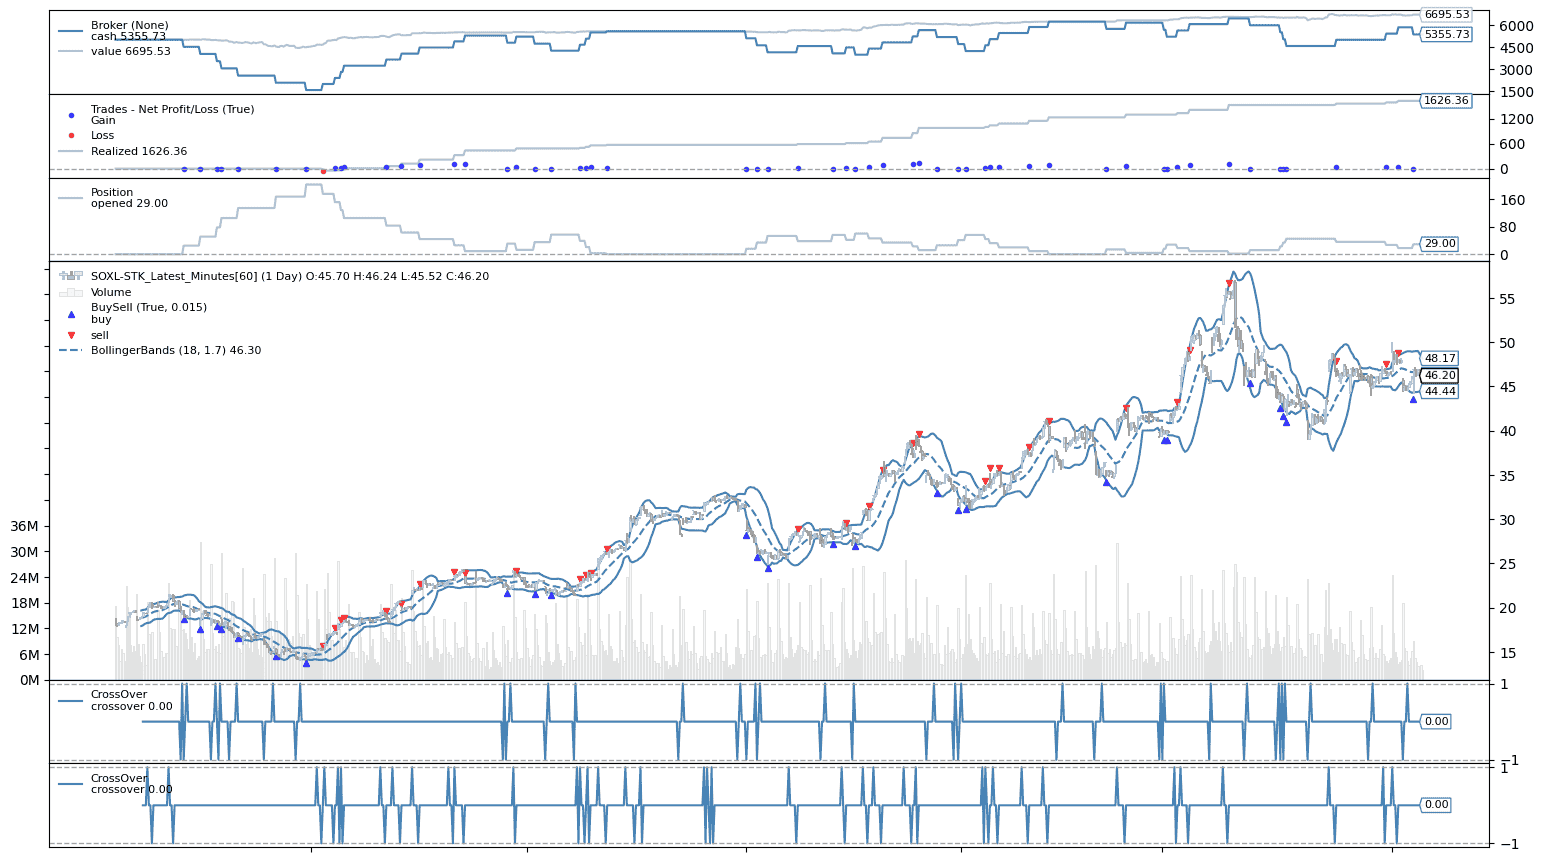 Broker (None)
cash 5355.73
value 6695.53
6695.53
6000
5355.73
4500
3000
1500
Trades - Net Profit/Loss (True)
Gain
Loss
Realized 1626.36
1626.36
1200
600
0
Position
opened 29.00
160
80
29.00
0
SOXL-STK_Latest_Minutes[60] (1 Day) O:45.70 H:46.24 L:45.52 C:46.20
Volume
BuySell (True, 0.015)
buy
sell
BollingerBands (18, 1.7) 46.30
55
50
48.17
46.20
45
44.44
40
35
30
25
20
15
36M
30M
24M
18M
12M
6M
0M
CrossOver
crossover 0.00
1
0.00
−1
CrossOver
crossover 0.00
1
0.00
−1